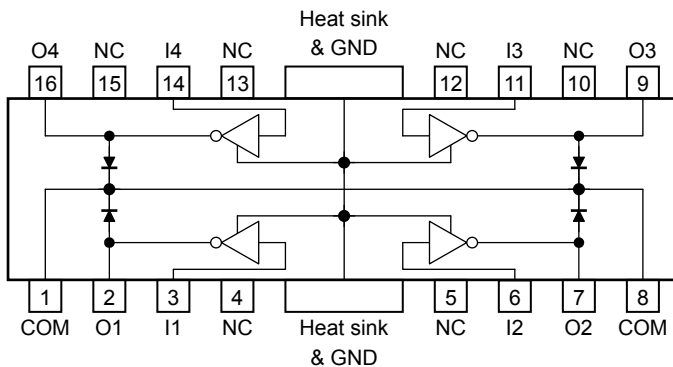 Heat sink
& GND
O4 NC I4 NC NC I3 NC O3
16 15 14 13 12 11 10 9
1 2 3 4 5 6 7 8
COM O1 I1 NC Heat sink NC I2 O2 COM
& GND